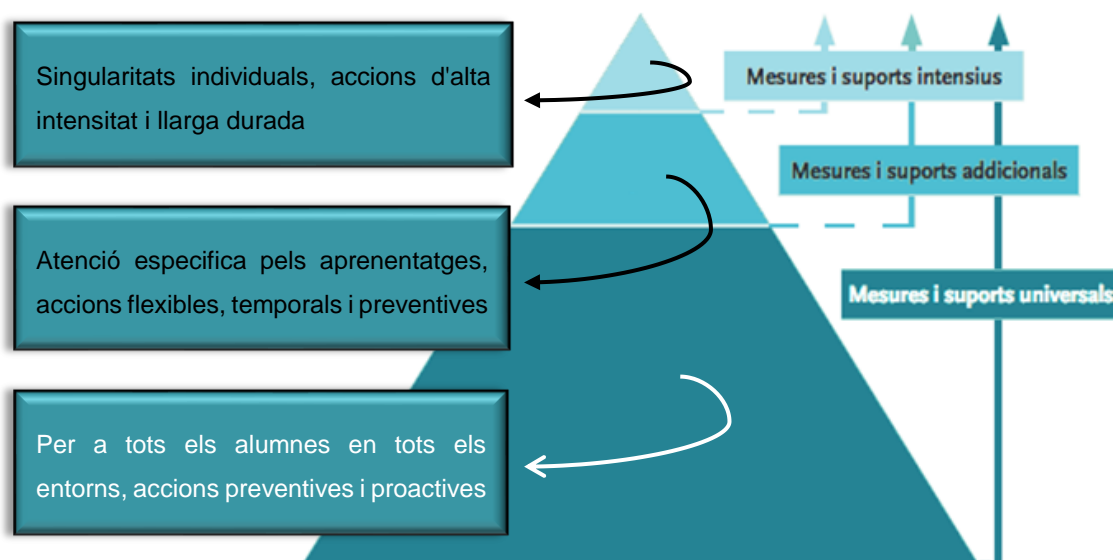 Singularitats individuals, accions d'alta
intensitat i llarga durada
Mesures i suports intensius
Mesures i suports addicionals
Atenció especifica pels aprenentatges,
accions flexibles, temporals i preventives
Mesures i suports universals
Per a tots els alumnes en tots els
entorns, accions preventives i proactives